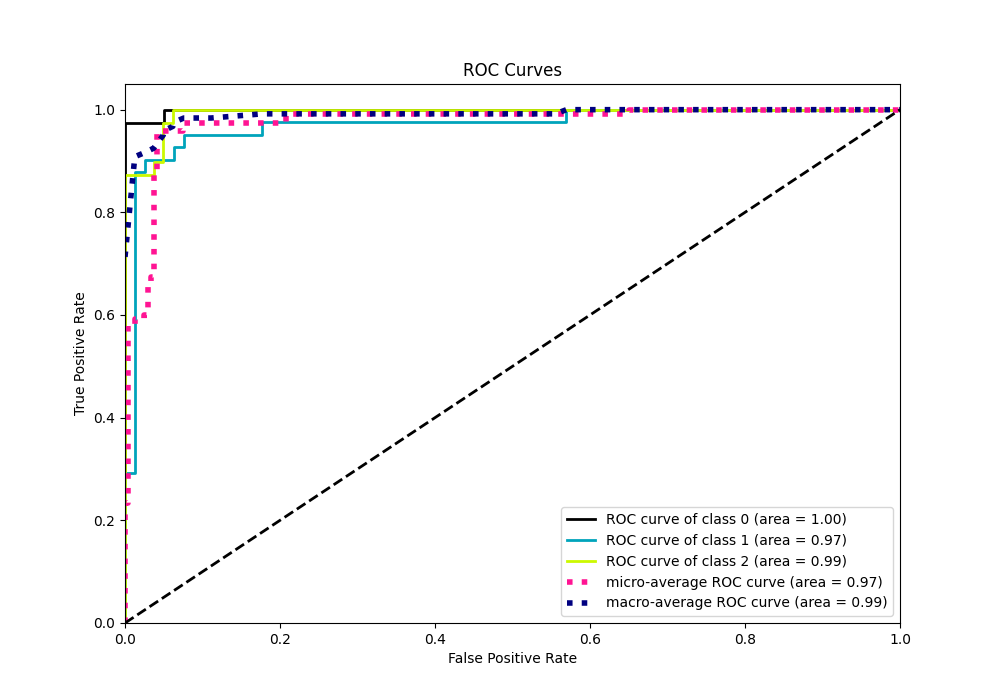 ROC Curves
True Positive Rate
1.0
0.8
0.6
0.4
0.2
0.0
0.0 0.2 0.4 0.6 0.8 1.0
False Positive Rate
ROC curve of class 0 (area = 1.00)
ROC curve of class 1 (area = 0.97)
ROC curve of class 2 (area = 0.99)
micro-average ROC curve (area = 0.97)
macro-average ROC curve (area = 0.99)